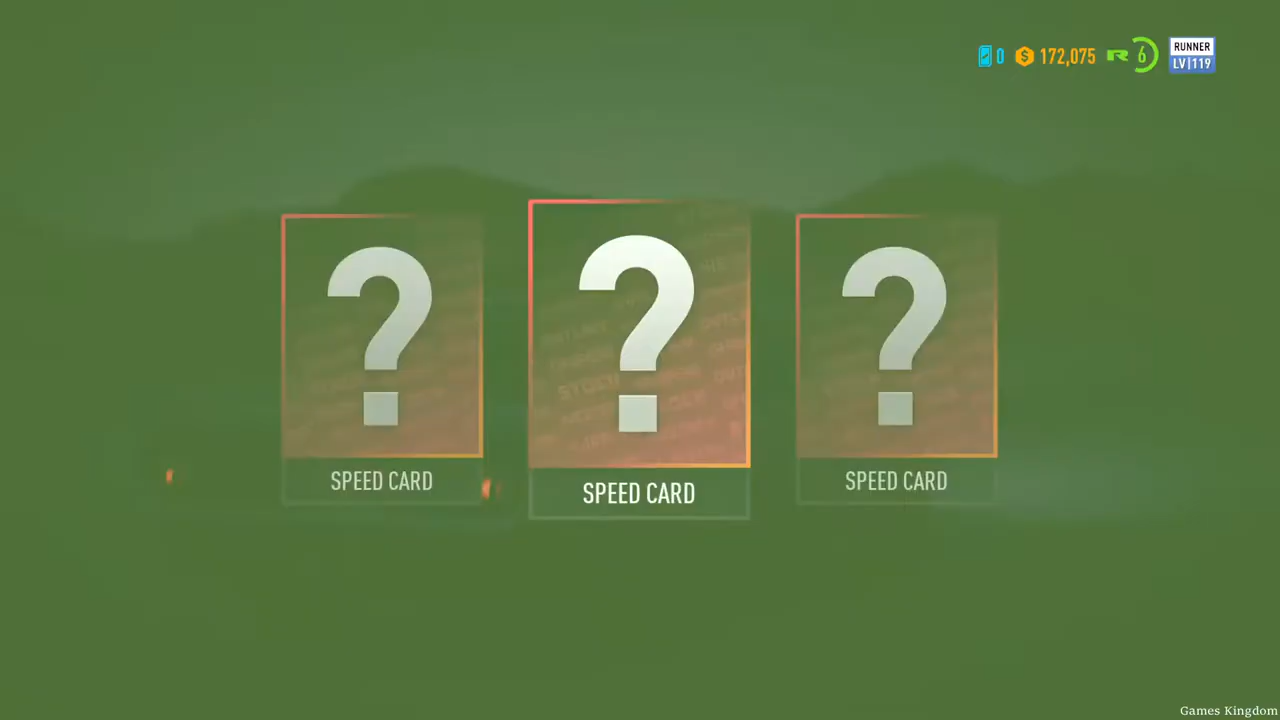 0 172,075 R 6 RUNNER
LV|119
SPEED CARD
SPEED CARD
SPEED CARD
Games Kingdom